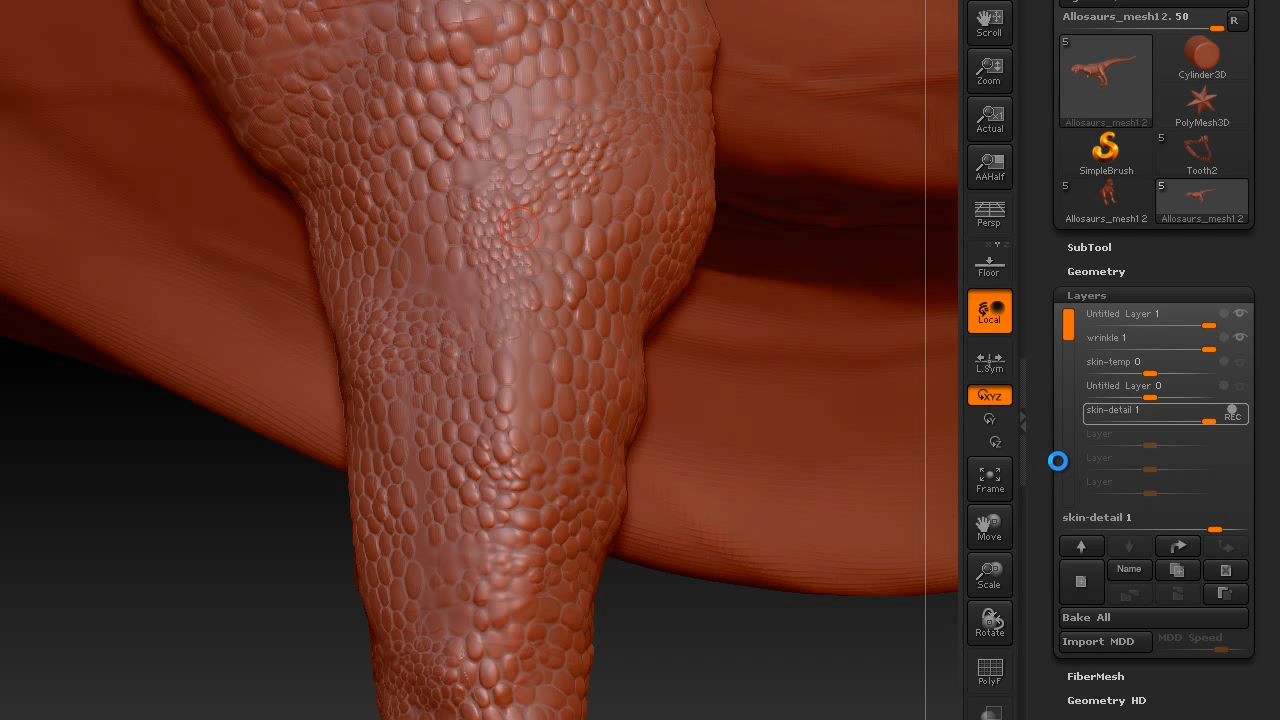 Scroll
Zoom
Actual
AAHalf
Persp
Floor
Local
L.Sym
XYZ
Y
Z
Frame
Move
Scale
Rotate
PolyF
Allosaurs_mesh12. 50
R
5
Allosaurs_mesh12
Cylinder3D
PolyMesh3D
SimpleBrush
5
Tooth2
5
Allosaurs_mesh12
5
Allosaurs_mesh12
SubTool
Geometry
Layers
Untitled Layer 1
wrinkle 1
skin-temp 0
Untitled Layer 0
skin-detail 1
REC
Layer
Layer
Layer
skin-detail 1
Name
Bake All
Import MDD
MDD Speed
FiberMesh
Geometry HD